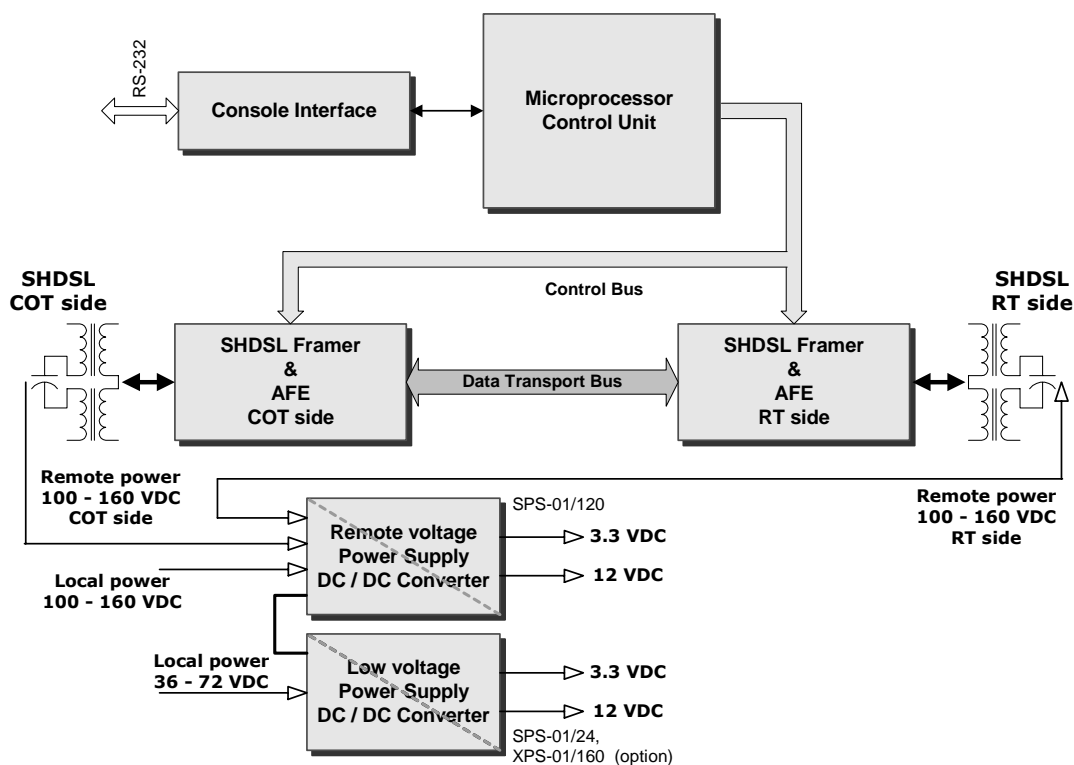 RS-232
Console Interface
Microprocessor
Control Unit
SHDSL
COT side
Control Bus
SHDSL
RT side
SHDSL Framer
&
AFE
COT side
Data Transport Bus
SHDSL Framer
&
AFE
RT side
Remote power
100 - 160 VDC
COT side
SPS-01/120
Remote power
100 - 160 VDC
RT side
Remote voltage
Power Supply
DC / DC Converter
3.3 VDC
12 VDC
Local power
100 - 160 VDC
Local power
36 - 72 VDC
Low voltage
Power Supply
DC / DC Converter
3.3 VDC
12 VDC
SPS-01/24,
XPS-01/160 (option)